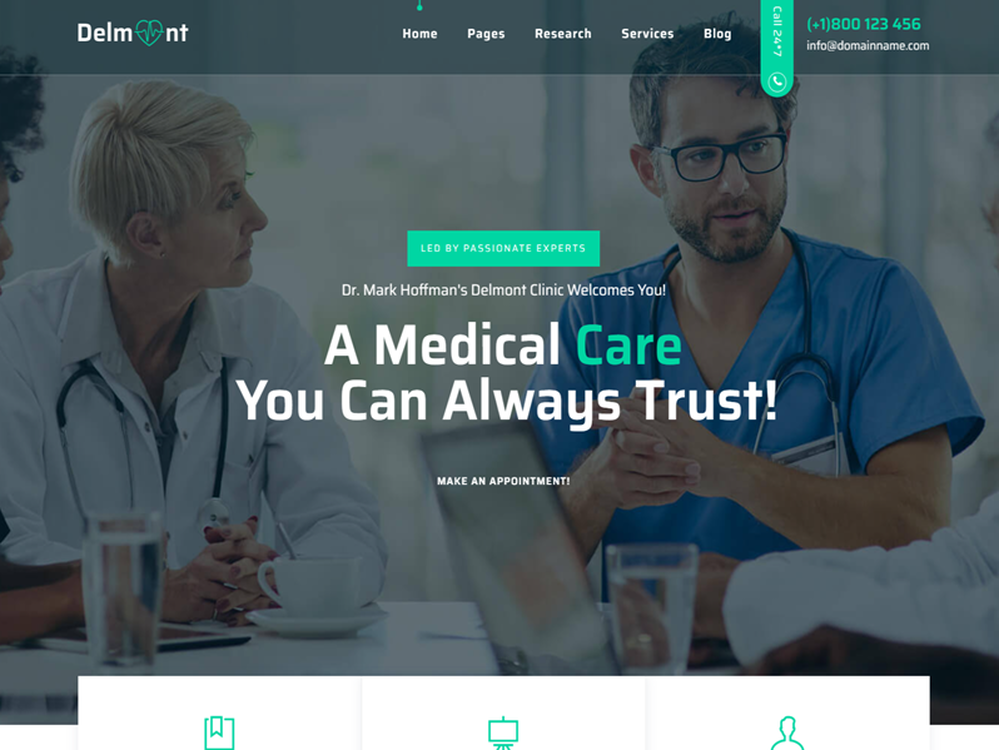 Delmont
Home Pages Research Services Blog
Call 24*7
(+1)800 123 456
info@domainname.com
LED BY PASSIONATE EXPERTS
Dr. Mark Hoffman's Delmont Clinic Welcomes You!
A Medical Care
You Can Always Trust!
MAKE AN APPOINTMENT!